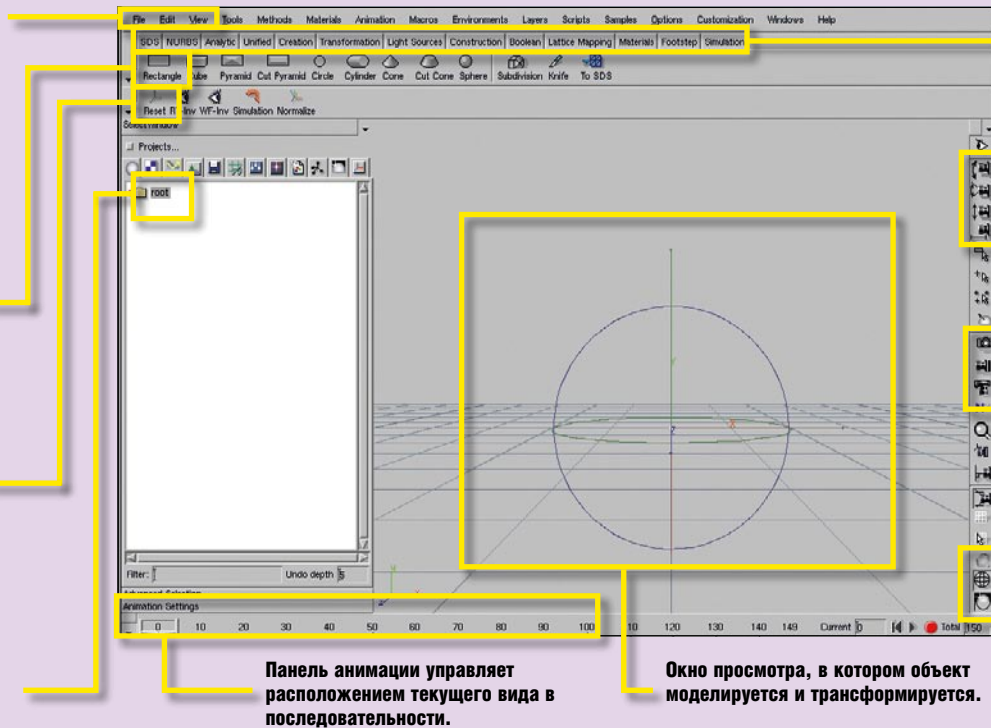 File Edit View Tools Methods Materials Animation Macros Environments Layers Scripts Samples Options Customization Windows Help
SDS NURBS Analytic Unified Creation Transformation Light Sources Construction Boolean Lattice Mapping Materials Footstep Simulation
Rectangle Cube Pyramid Cut Pyramid Circle Cylinder Cone Cut Cone Sphere Subdivision Knife To SDS
Reset WF-Inv Simulation Normalize
Projects...
root
Y
X
Z
Filter: Undo depth 5
Animation Settings
0 10 20 30 40 50 60 70 80 90 100 110 120 130 140 149 Current 0 Total 150
Панель анимации управляет
расположением текущего вида в
последовательности.
Окно просмотра, в котором объект
моделируется и трансформируется.